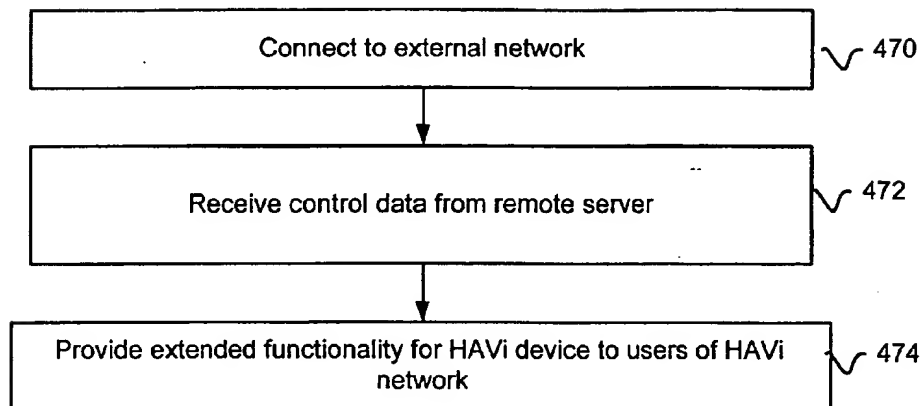 Connect to external network
470
Receive control data from remote server
472
Provide extended functionality for HAVi device to users of HAVi
network
474